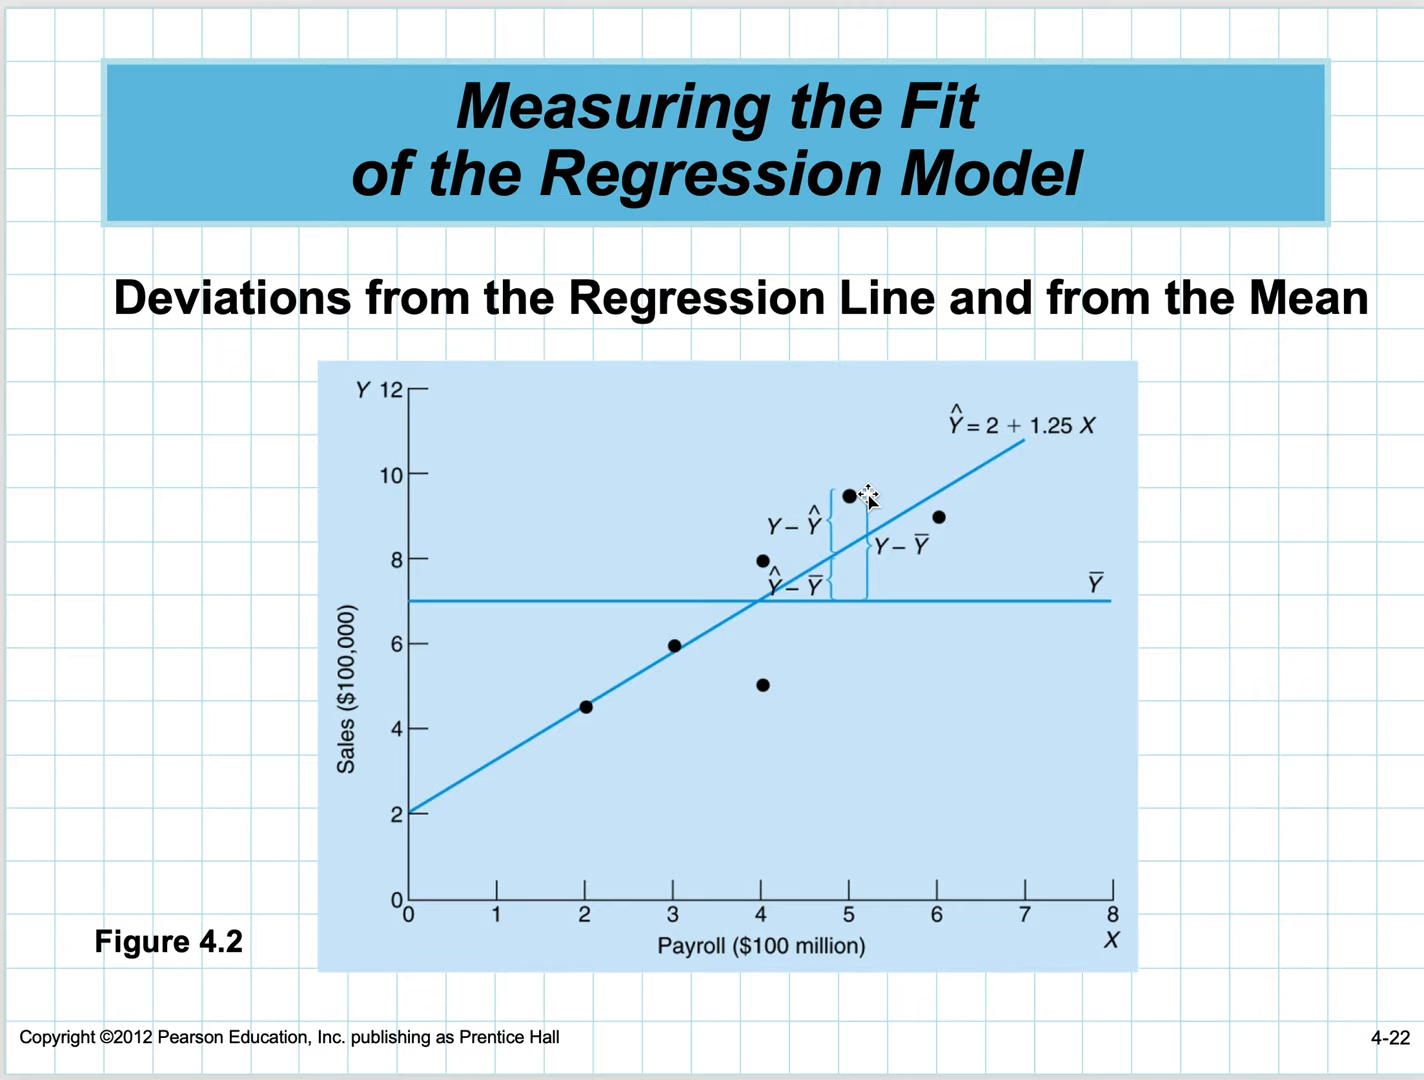 Measuring the Fit
of the Regression Model
Deviations from the Regression Line and from the Mean
Y 12
Ŷ = 2 + 1.25 X
10
Y – Ŷ
Y – Y̅
8
Ŷ – Y̅
Y̅
6
Sales ($100,000)
4
2
0
0 1 2 3 4 5 6 7 8
Payroll ($100 million) X
Figure 4.2
Copyright ©2012 Pearson Education, Inc. publishing as Prentice Hall 4-22